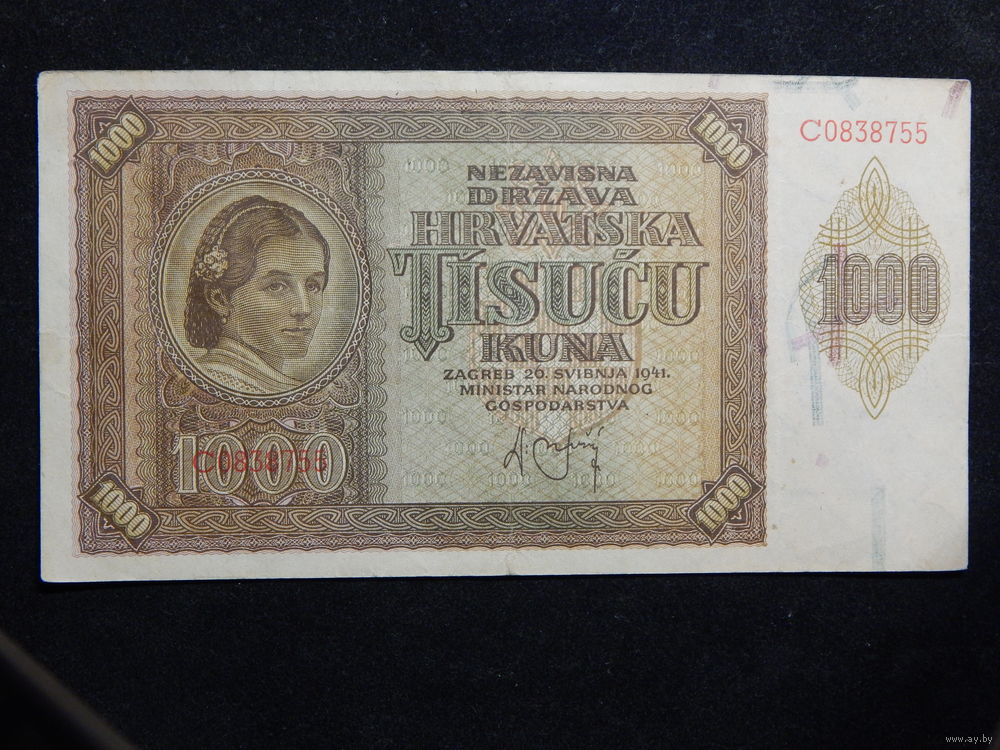 1000
1000
C0838755
NEZAVISNA
DRŽAVA
HRVATSKA
TISUĆU
KUNA
ZAGREB 26. SVIBNJA 1941.
MINISTAR NARODNOG
GOSPODARSTVA
1000
1000
C0838755
1000
1000
www.ay.by